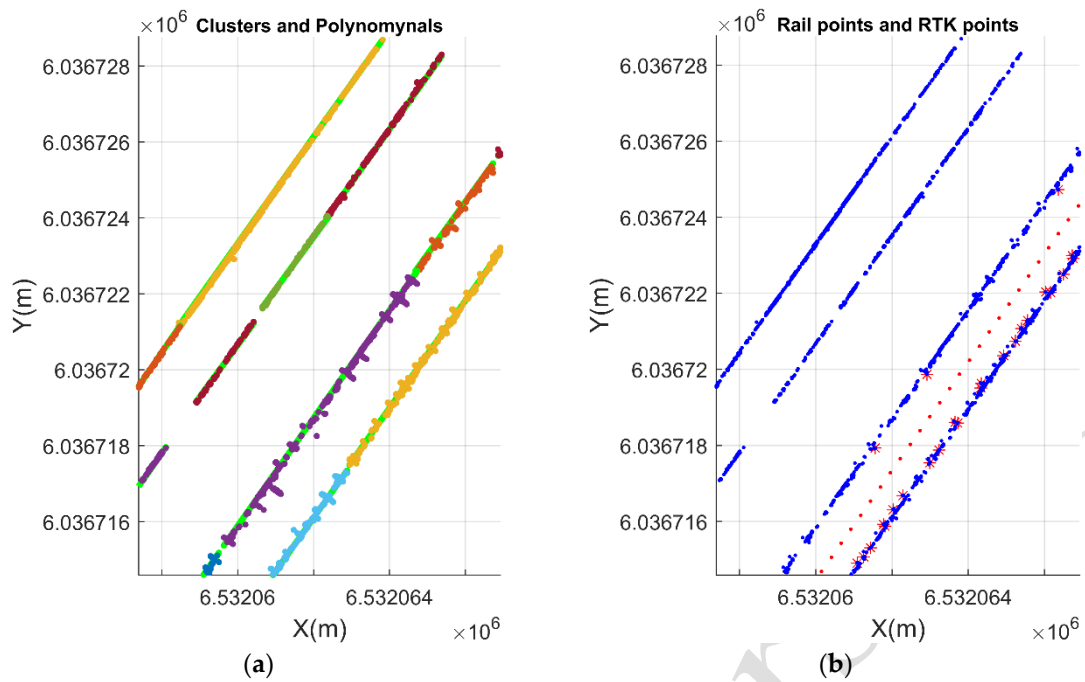 Clusters and Polynomynals
×10⁶
6.036728
6.036726
6.036724
6.036722
6.03672
6.036718
6.036716
Y(m)
6.532206
6.532064
X(m)
×10⁶
(a)
Rail points and RTK points
×10⁶
6.036728
6.036726
6.036724
6.036722
6.03672
6.036718
6.036716
Y(m)
6.532206
6.532064
X(m)
×10⁶
(b)